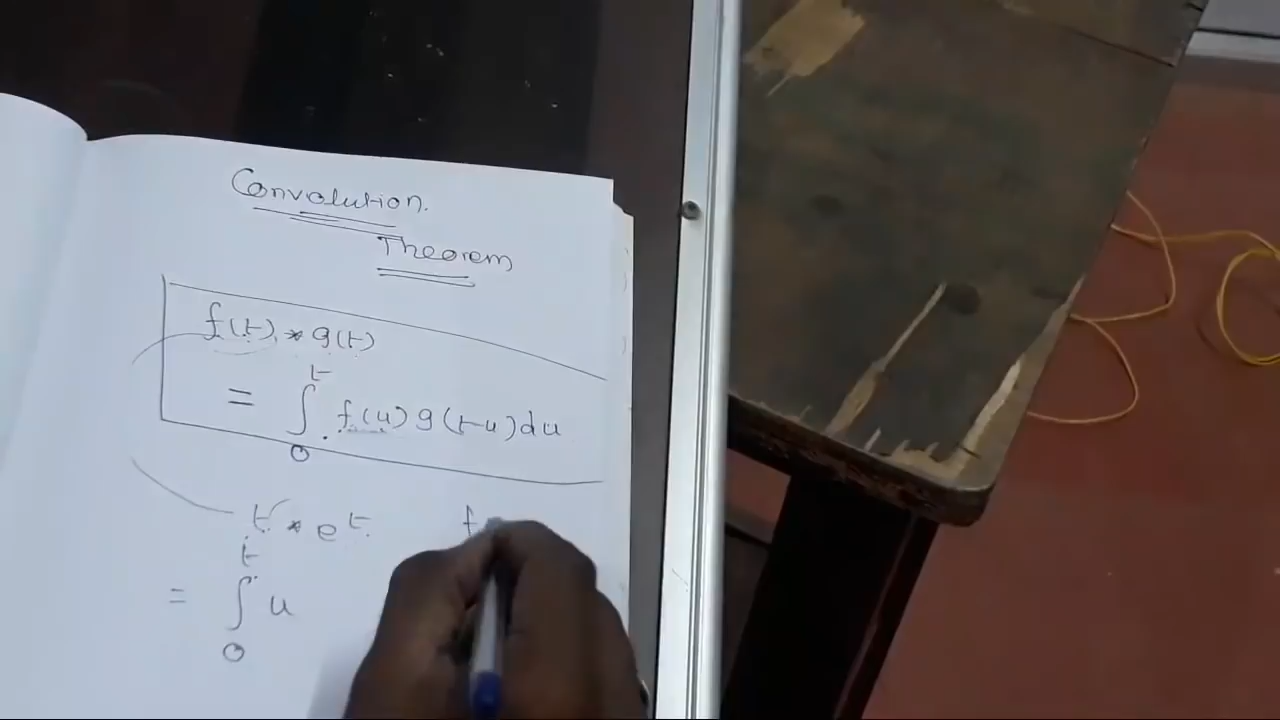 Convolution.
Theorem
f(t) * g(t)
= ∫₀ᵗ f(u) g(t-u) du
t * eᵗ f
= ∫₀ᵗ u